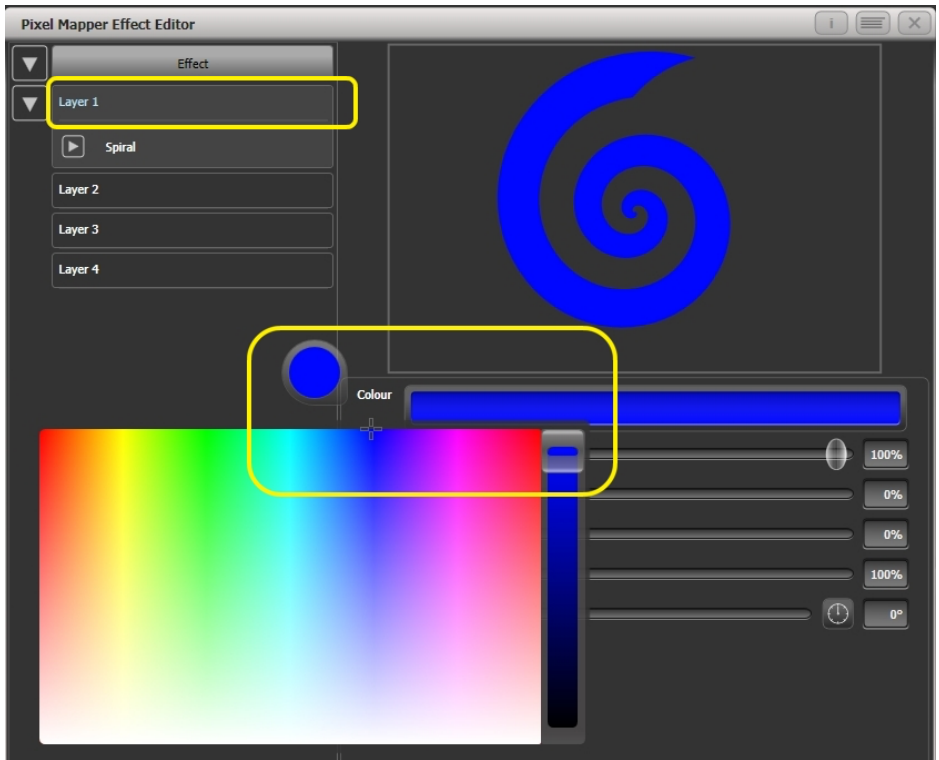 Pixel Mapper Effect Editor
i
Effect
Layer 1
Spiral
Layer 2
Layer 3
Layer 4
Colour
100%
0%
0%
100%
0°